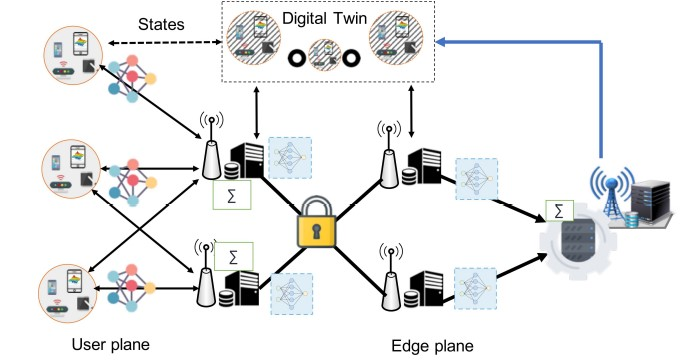 States
Digital Twin
∑
∑
∑
User plane
Edge plane